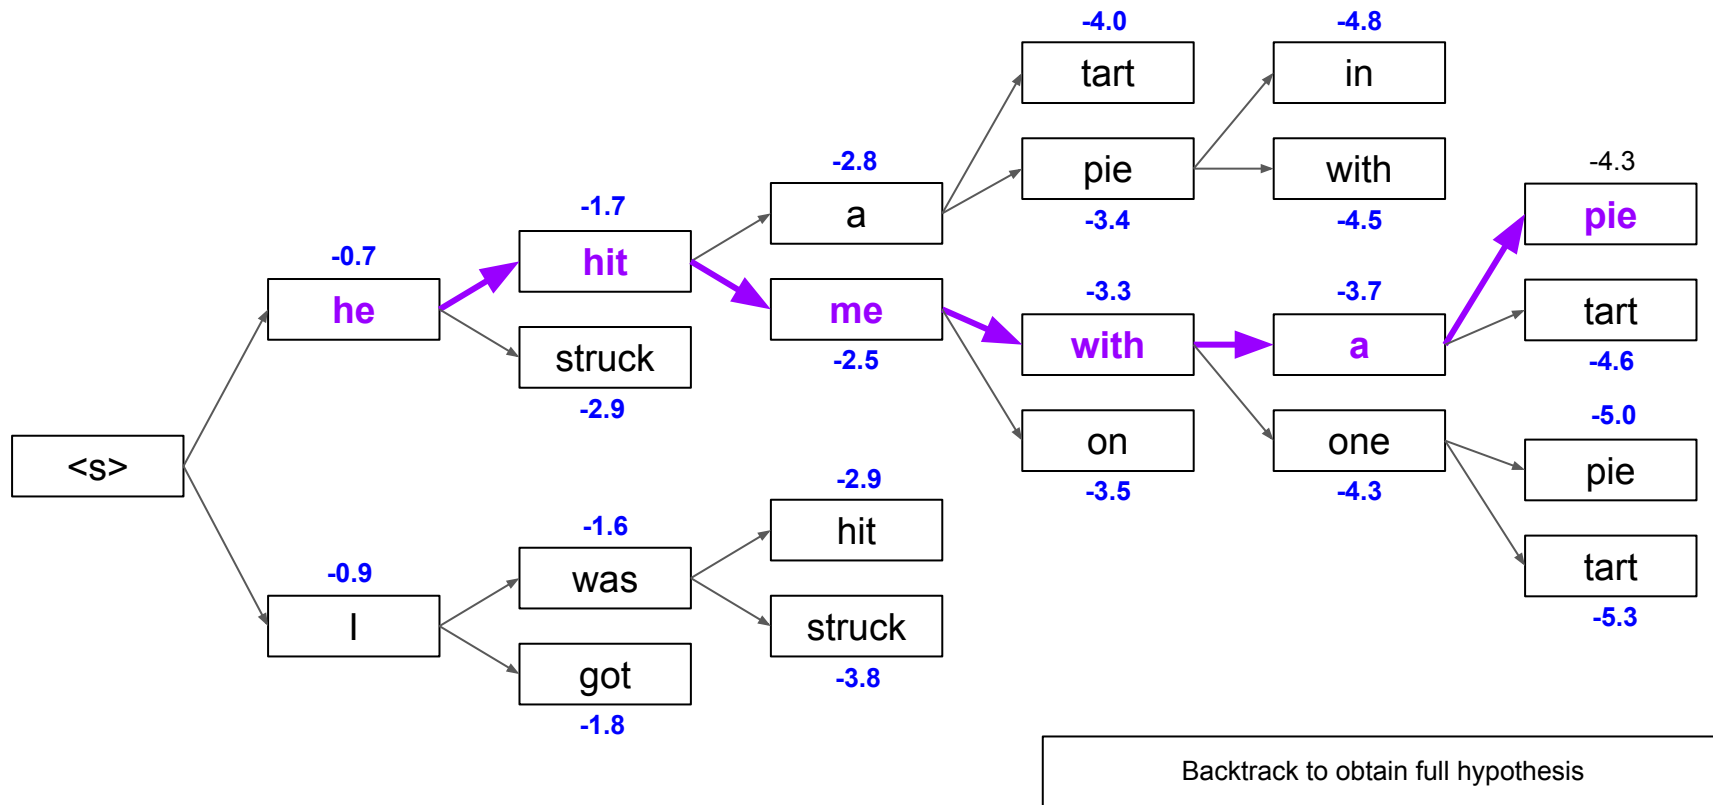 -4.0
-4.8
tart
in
-2.8
pie
with
-4.3
-1.7
a
-3.4
-4.5
pie
-0.7
hit
-3.3
-3.7
he
me
with
a
tart
struck
-2.5
-4.6
-2.9
-5.0
<s>
on
one
pie
-2.9
-3.5
-4.3
-1.6
hit
-0.9
was
tart
I
struck
-5.3
got
-3.8
-1.8
Backtrack to obtain full hypothesis